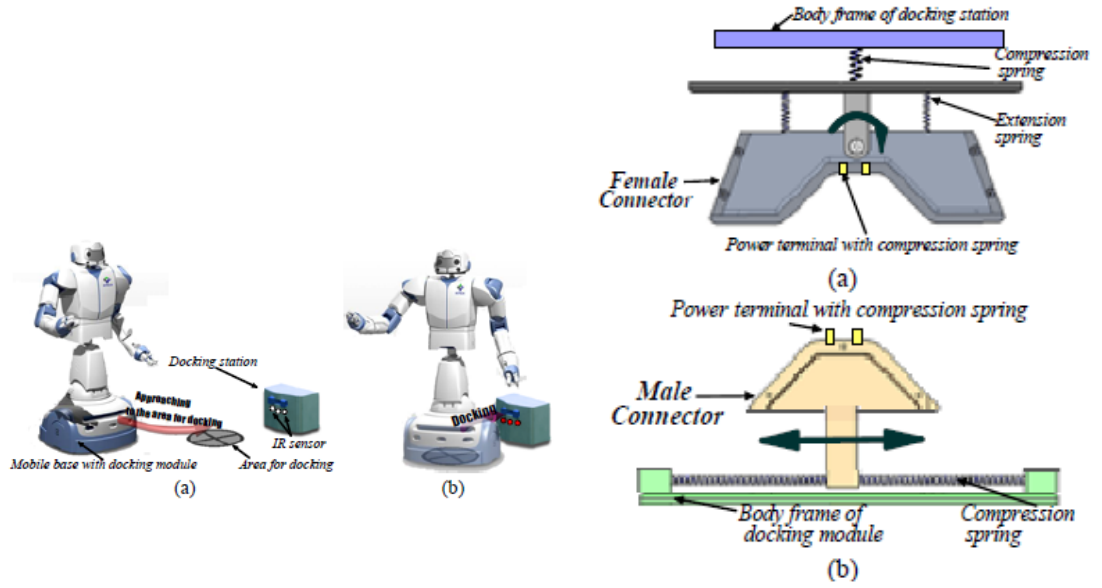 Docking station
Approaching
to the area for docking
IR sensor
Mobile base with docking module
Area for docking
(a)
Docking
(b)
Body frame of docking station
Compression
spring
Extension
spring
Female
Connector
Power terminal with compression spring
(a)
Power terminal with compression spring
Male
Connector
Body frame of
docking module
Compression
spring
(b)